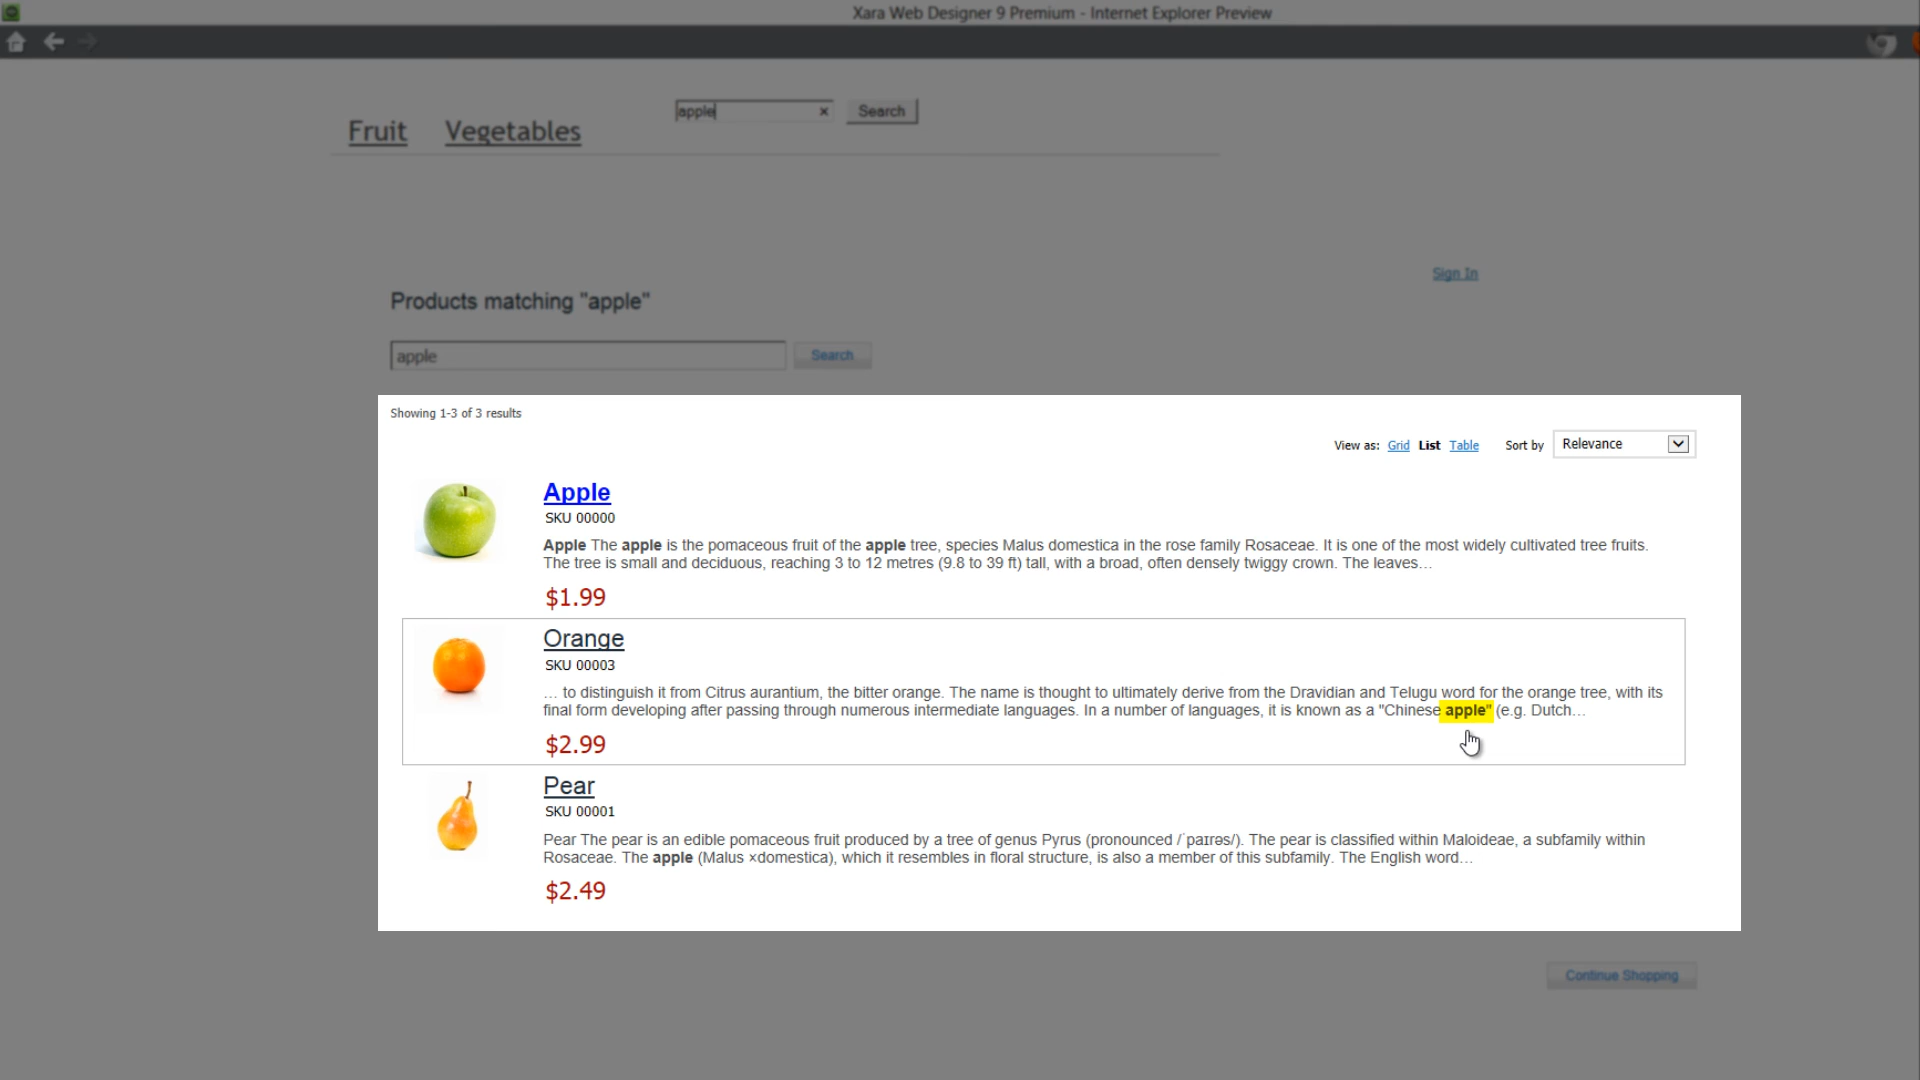 Xara Web Designer 9 Premium - Internet Explorer Preview
apple × Search
Fruit Vegetables
Sign In
Products matching "apple"
apple Search
Showing 1-3 of 3 results
View as: Grid List Table Sort by Relevance
Apple
SKU 00000
Apple The apple is the pomaceous fruit of the apple tree, species Malus domestica in the rose family Rosaceae. It is one of the most widely cultivated tree fruits.
The tree is small and deciduous, reaching 3 to 12 metres (9.8 to 39 ft) tall, with a broad, often densely twiggy crown. The leaves...
$1.99
Orange
SKU 00003
... to distinguish it from Citrus aurantium, the bitter orange. The name is thought to ultimately derive from the Dravidian and Telugu word for the orange tree, with its
final form developing after passing through numerous intermediate languages. In a number of languages, it is known as a "Chinese apple" (e.g. Dutch...
$2.99
Pear
SKU 00001
Pear The pear is an edible pomaceous fruit produced by a tree of genus Pyrus (pronounced /ˈpaɪrəs/). The pear is classified within Maloideae, a subfamily within
Rosaceae. The apple (Malus ×domestica), which it resembles in floral structure, is also a member of this subfamily. The English word...
$2.49
Continue Shopping